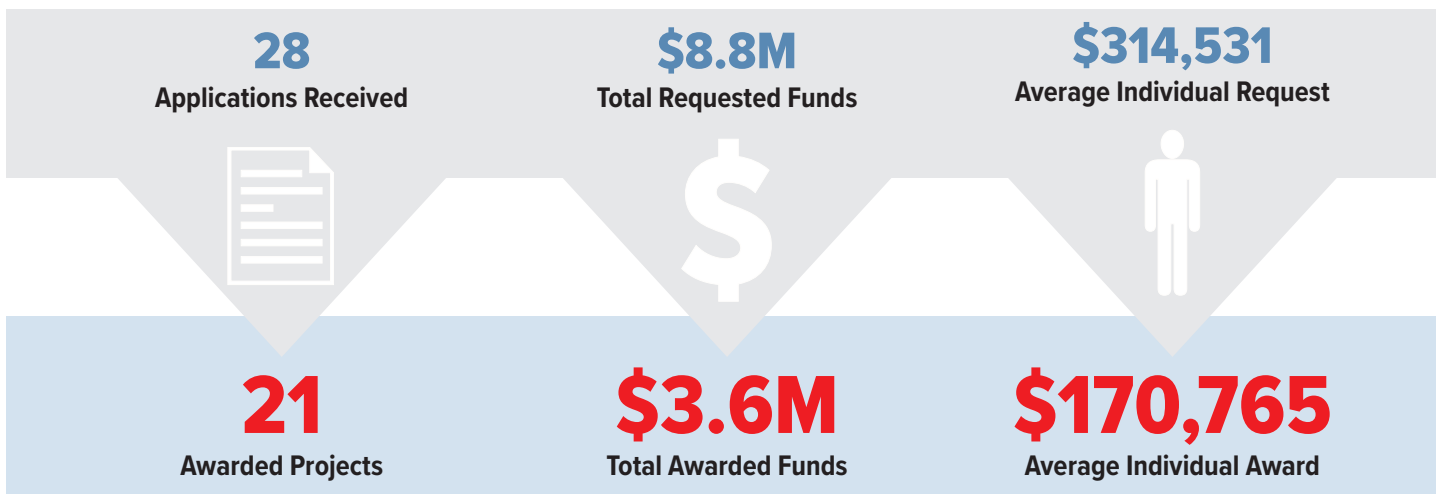 28
Applications Received
$8.8M
Total Requested Funds
$314,531
Average Individual Request
$
21
Awarded Projects
$3.6M
Total Awarded Funds
$170,765
Average Individual Award